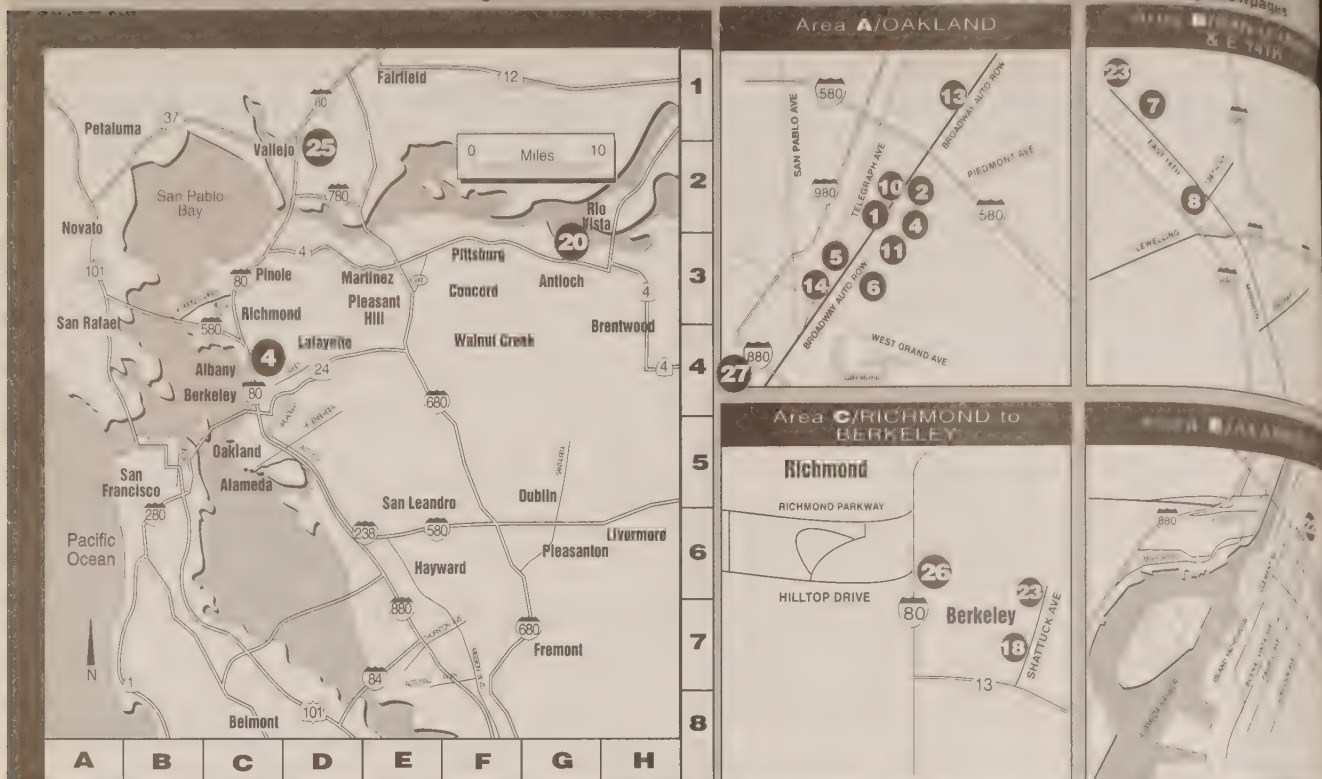 Fairfield
12
80
Petaluma
Vallejo
25
0 Miles 10
San Pablo Bay
780
Rio Vista
20
Novato
101
4
80
Pinole
Martinez
Pittsburg
Antioch
Concord
Pleasant Hill
4
Richmond
San Rafael
580
Brentwood
Lafayette
Walnut Creek
4
Albany
24
4
Berkeley
80
680
Oakland
San Francisco
Alameda
280
San Leandro
Dublin
238
580
Livermore
Pacific Ocean
Pleasanton
Hayward
880
680
Fremont
N
84
1
101
Belmont
1
2
3
4
5
6
7
8
A B C D E F G H
Area A/OAKLAND
580
13
BROADWAY AUTO ROW
SAN PABLO AVE
TELEGRAPH AVE
PIEDMONT AVE
980
10
2
1
4
580
5
11
14
6
BROADWAY AUTO ROW
WEST GRAND AVE
880
27
& E 14TH
23
7
EAST 14TH
8
LEWELLING
Area C/RICHMOND to
BERKELEY
Richmond
RICHMOND PARKWAY
26
HILLTOP DRIVE
80
Berkeley
23
18
SHATTUCK AVE
13
880